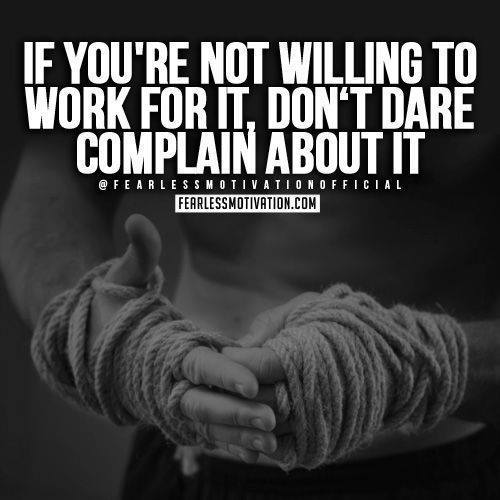 IF YOU'RE NOT WILLING TO
WORK FOR IT, DON‘T DARE
COMPLAIN ABOUT IT
@FEARLESSMOTIVATIONOFFICIAL
FEARLESSMOTIVATION.COM